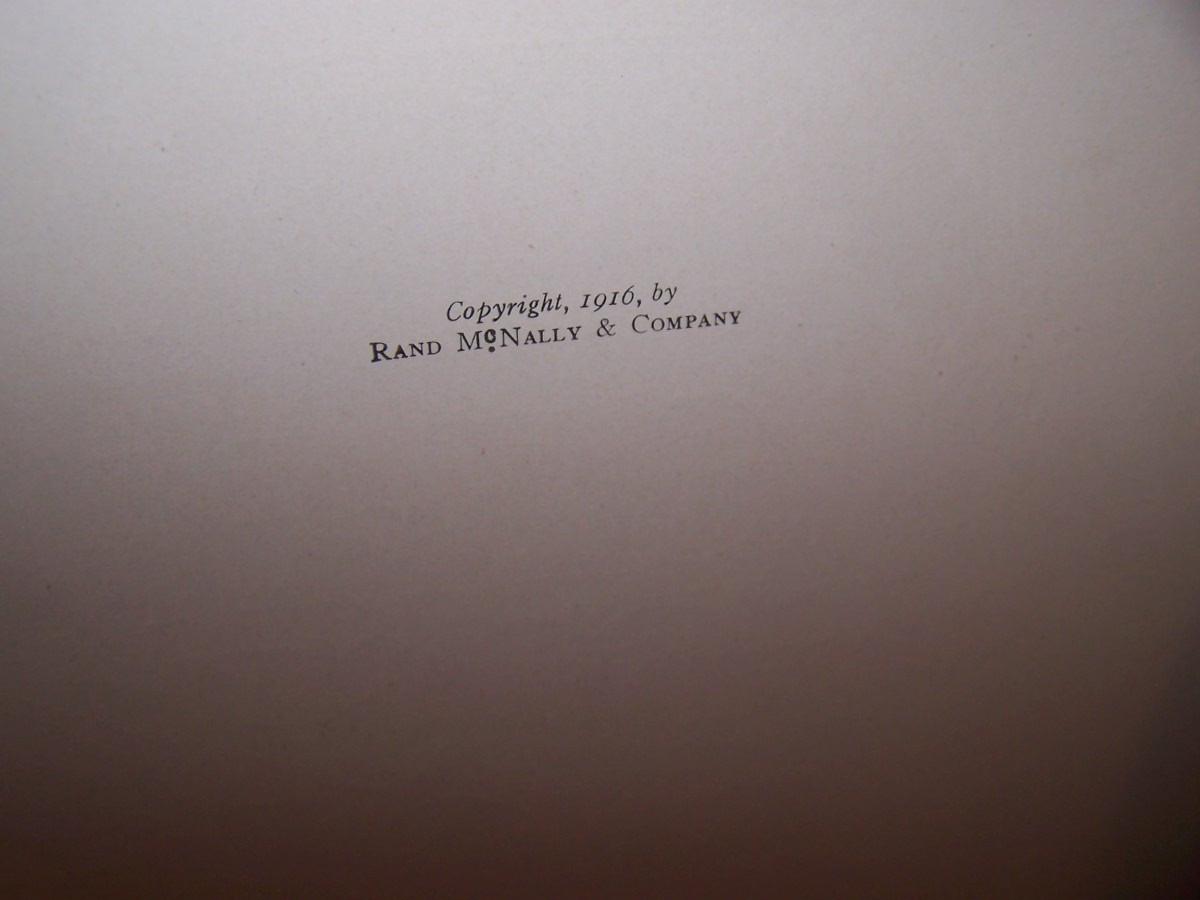 Copyright, 1916, by
RAND MCNALLY & COMPANY